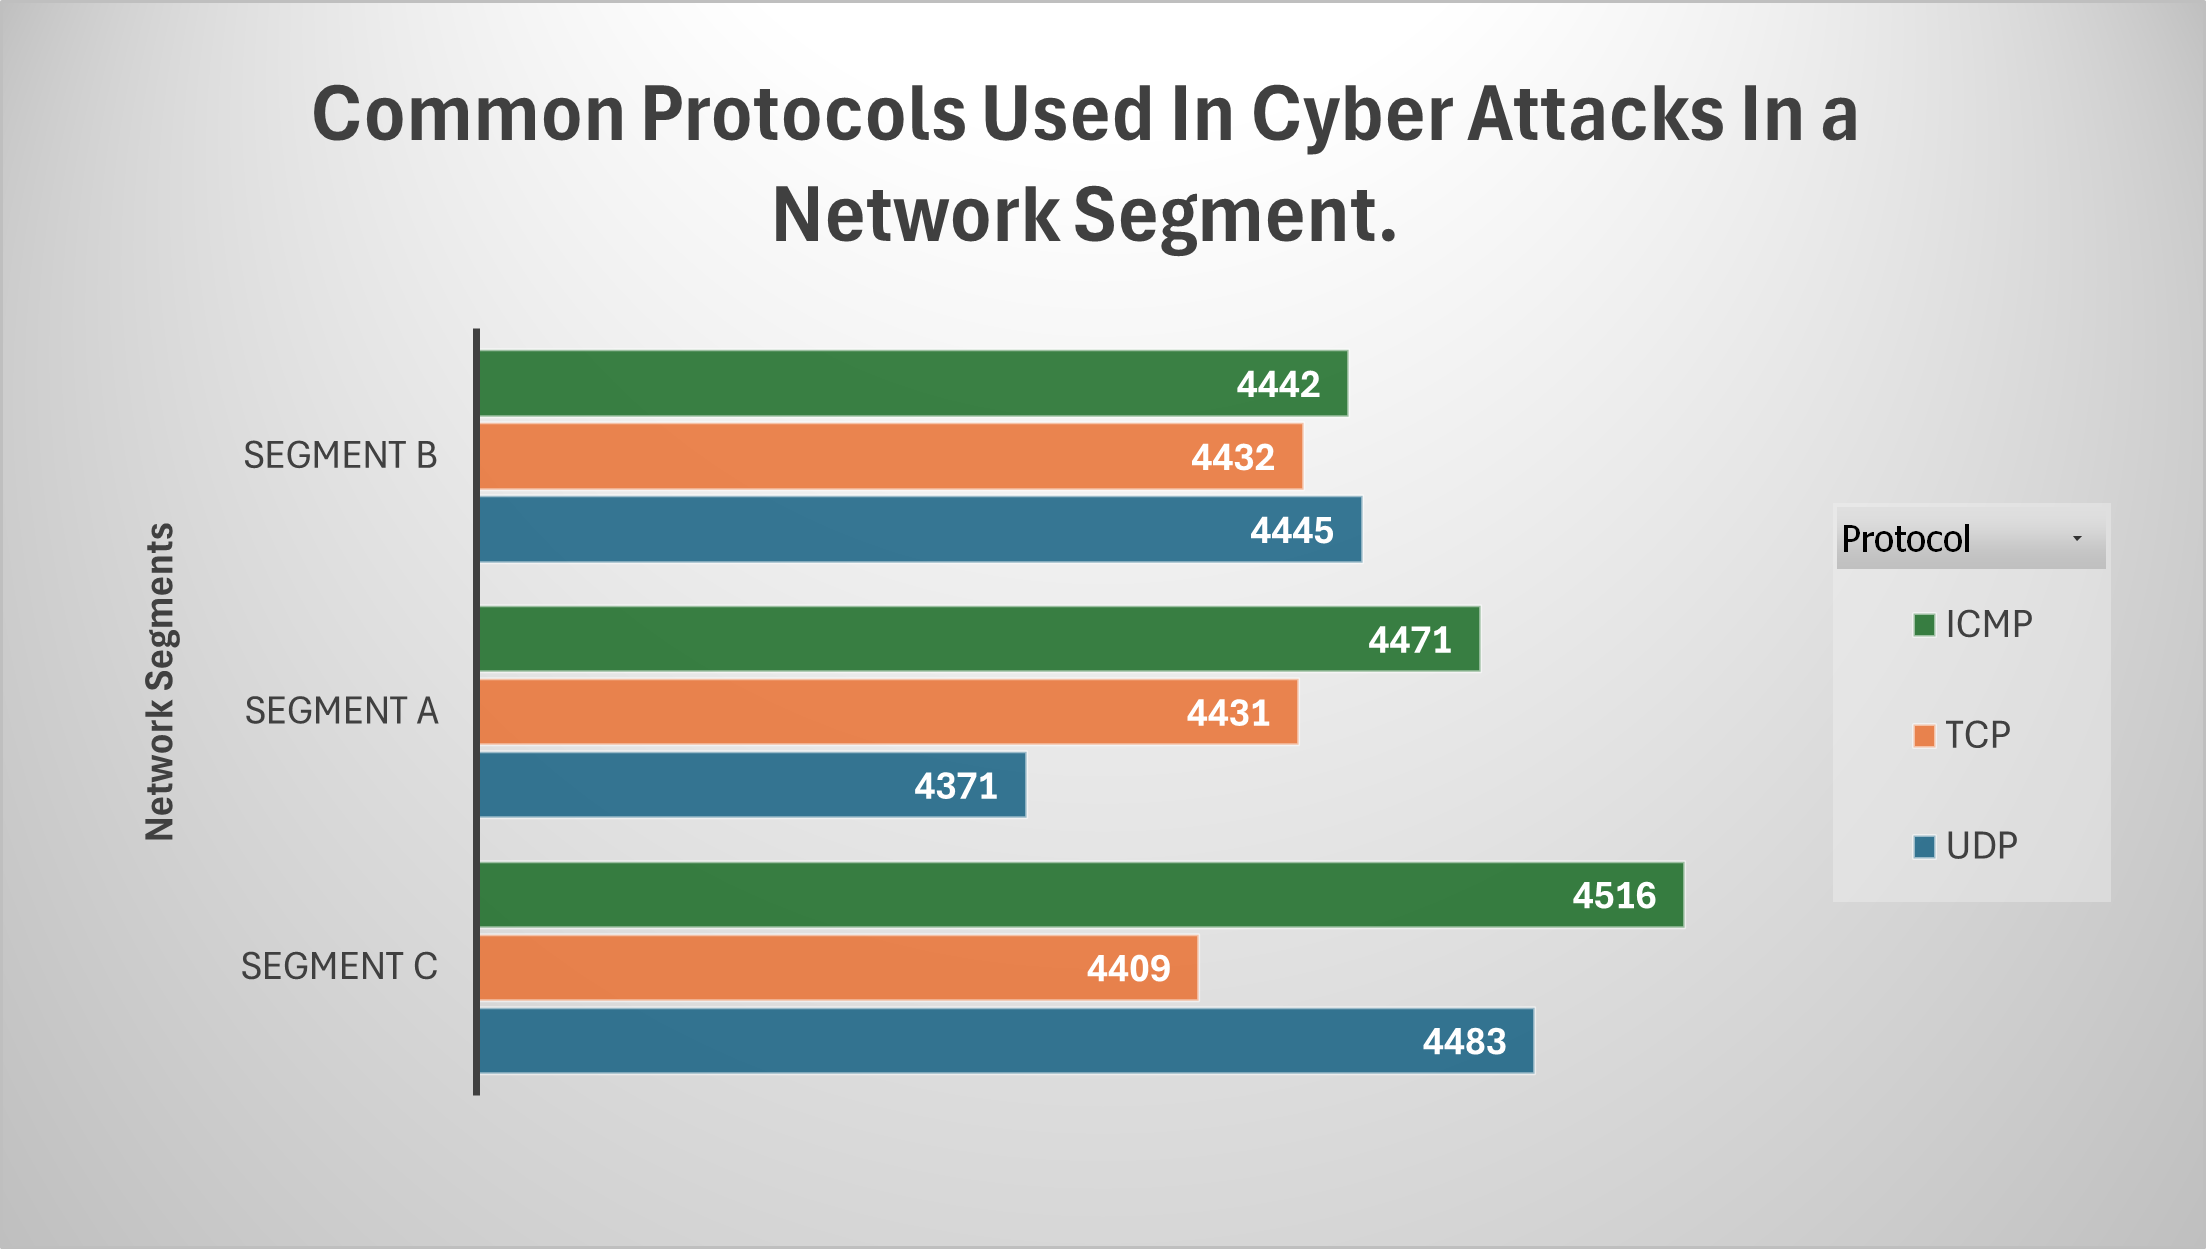 Common Protocols Used In Cyber Attacks In a
Network Segment.
Network Segments
SEGMENT B
4442
4432
4445
SEGMENT A
4471
4431
4371
SEGMENT C
4516
4409
4483
Protocol
ICMP
TCP
UDP